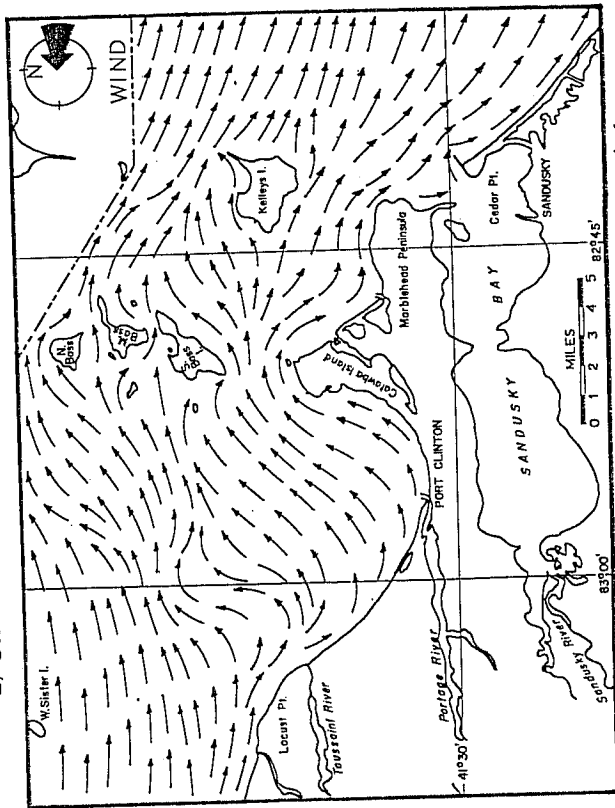 N
WIND
W. Sister I.
N. Bass
M. Bass
S. Bass I.
Kelleys I.
Catawba Island
Marblehead Peninsula
Locust Pt.
Toussaint River
PORT CLINTON
Portage River
41°30'
Cedar Pt.
SANDUSKY
SANDUSKY BAY
Sandusky River
83°00'
82°45'
0 1 2 3 4 5
MILES